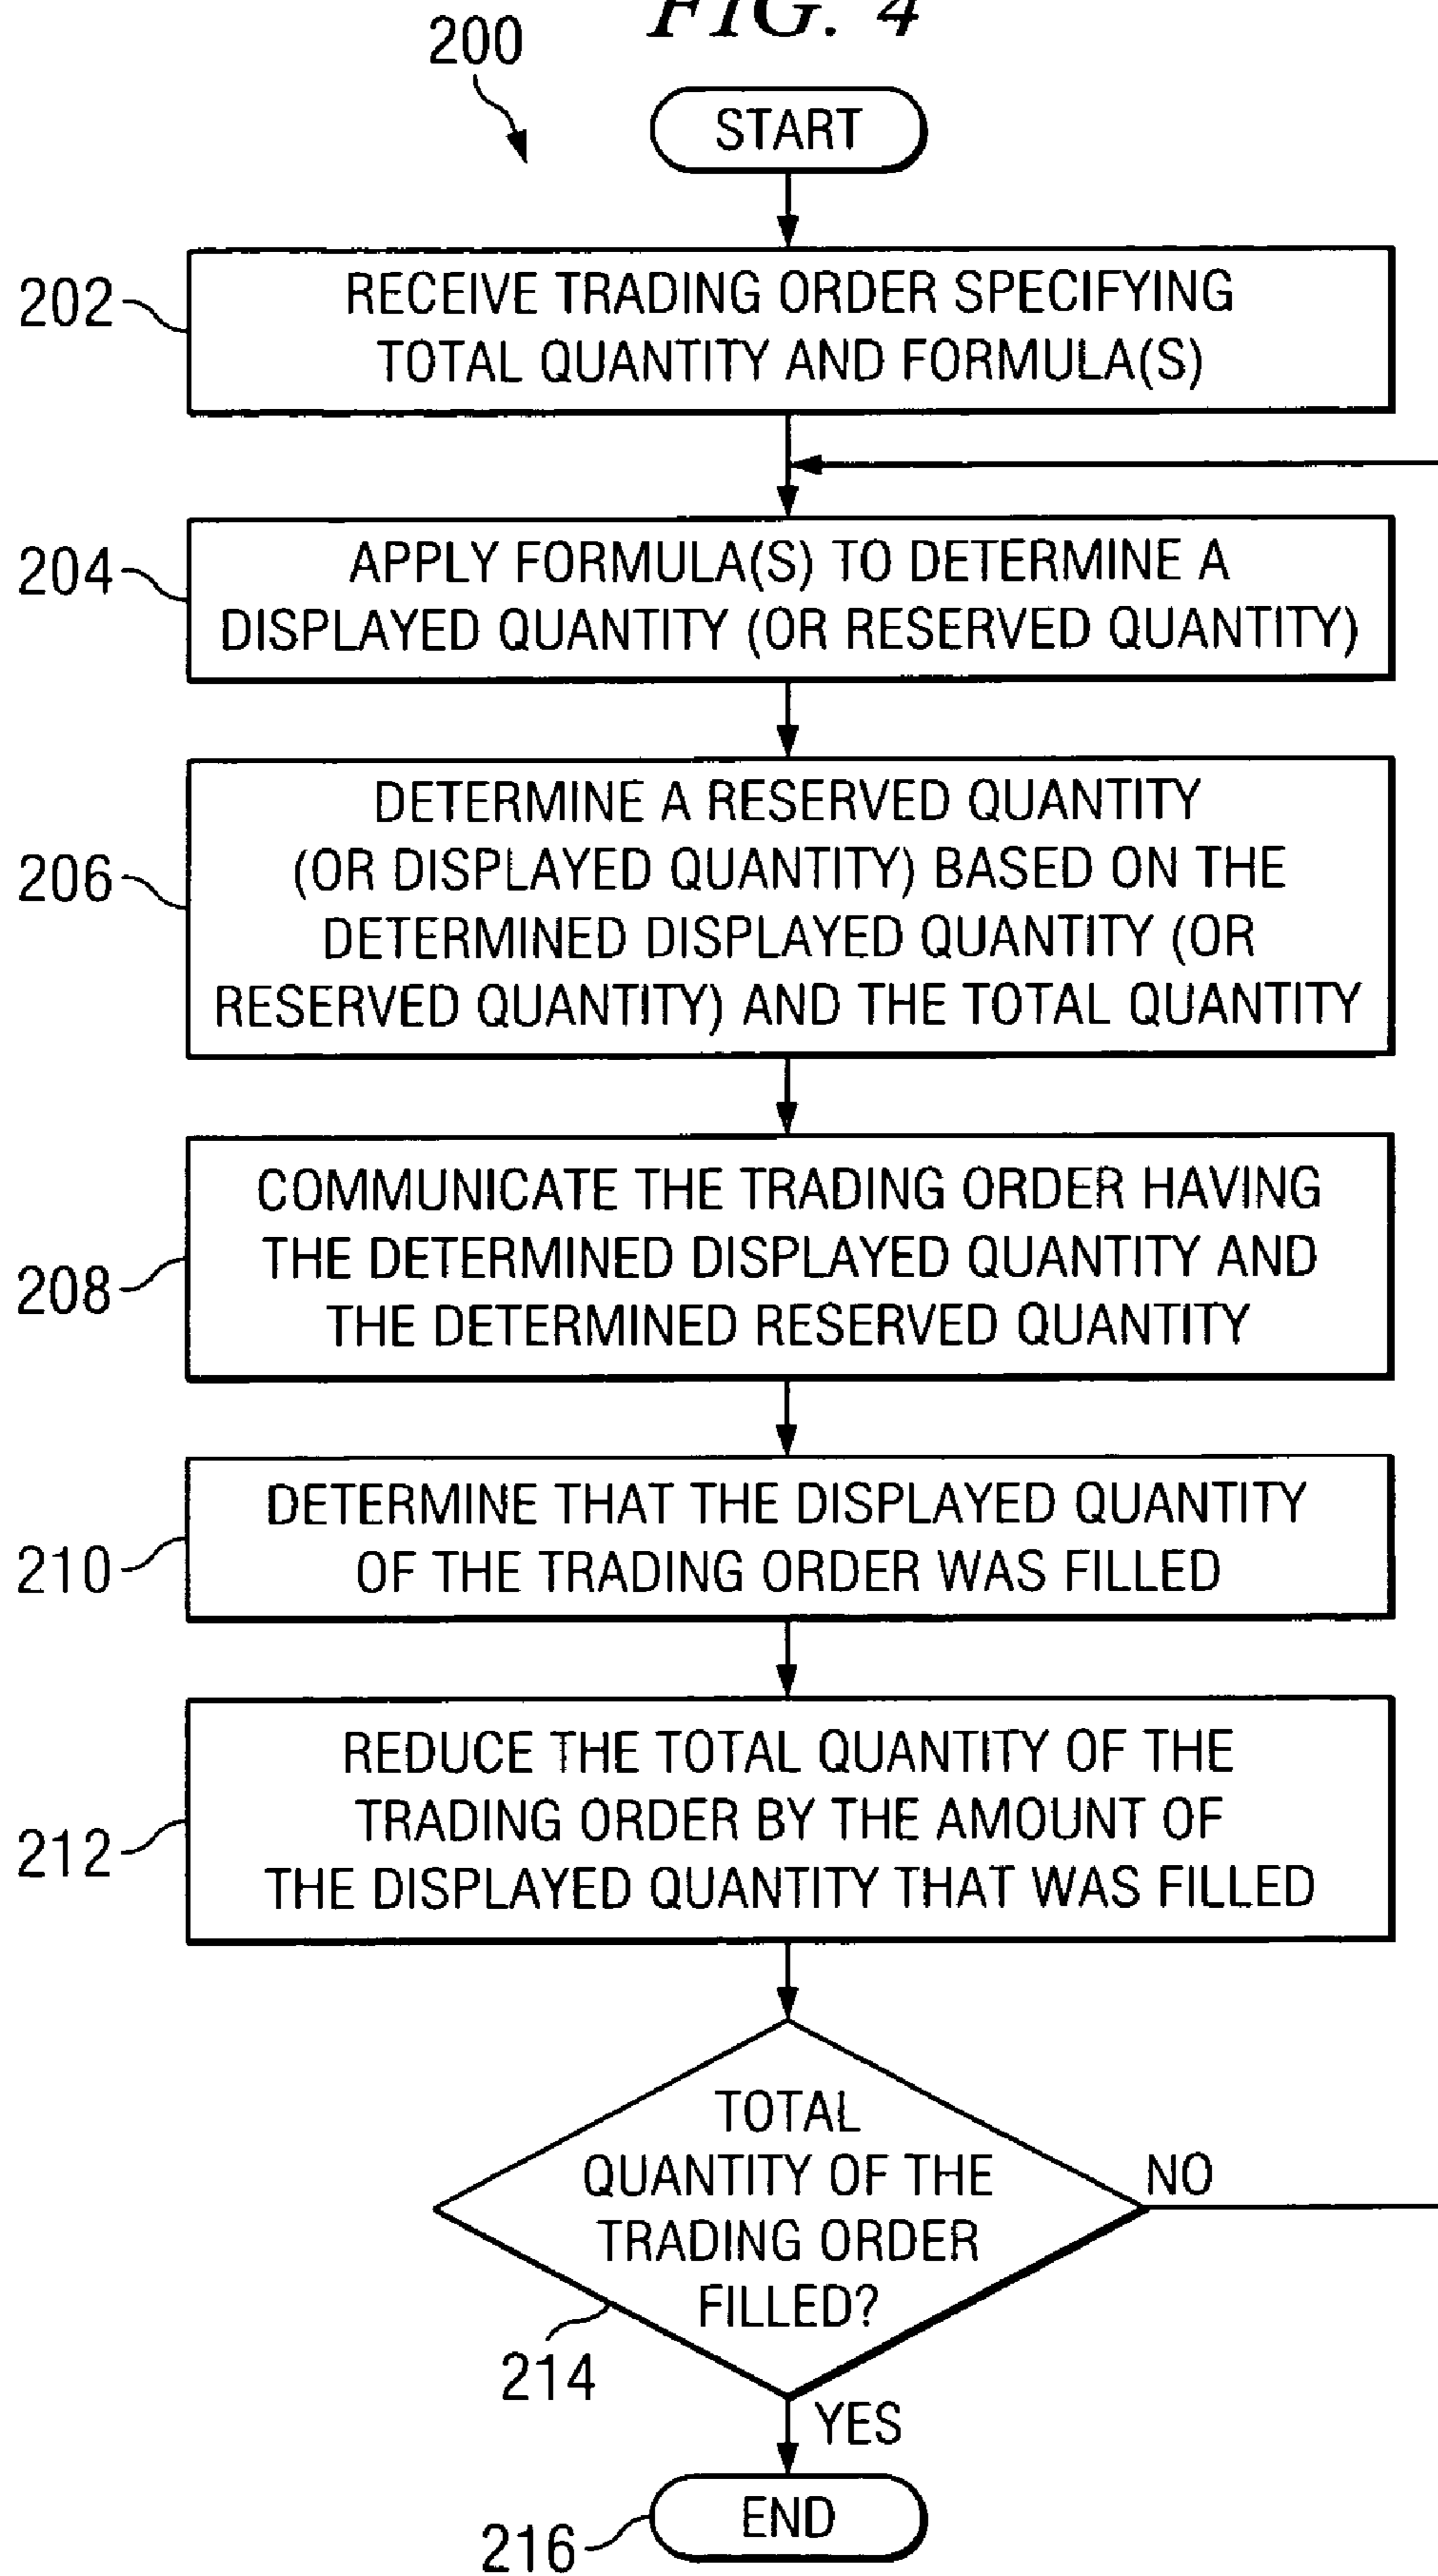 FIG. 4
200
START
202
RECEIVE TRADING ORDER SPECIFYING
TOTAL QUANTITY AND FORMULA(S)
204
APPLY FORMULA(S) TO DETERMINE A
DISPLAYED QUANTITY (OR RESERVED QUANTITY)
206
DETERMINE A RESERVED QUANTITY
(OR DISPLAYED QUANTITY) BASED ON THE
DETERMINED DISPLAYED QUANTITY (OR
RESERVED QUANTITY) AND THE TOTAL QUANTITY
208
COMMUNICATE THE TRADING ORDER HAVING
THE DETERMINED DISPLAYED QUANTITY AND
THE DETERMINED RESERVED QUANTITY
210
DETERMINE THAT THE DISPLAYED QUANTITY
OF THE TRADING ORDER WAS FILLED
212
REDUCE THE TOTAL QUANTITY OF THE
TRADING ORDER BY THE AMOUNT OF
THE DISPLAYED QUANTITY THAT WAS FILLED
TOTAL
QUANTITY OF THE
TRADING ORDER
FILLED?
NO
214
YES
END
216